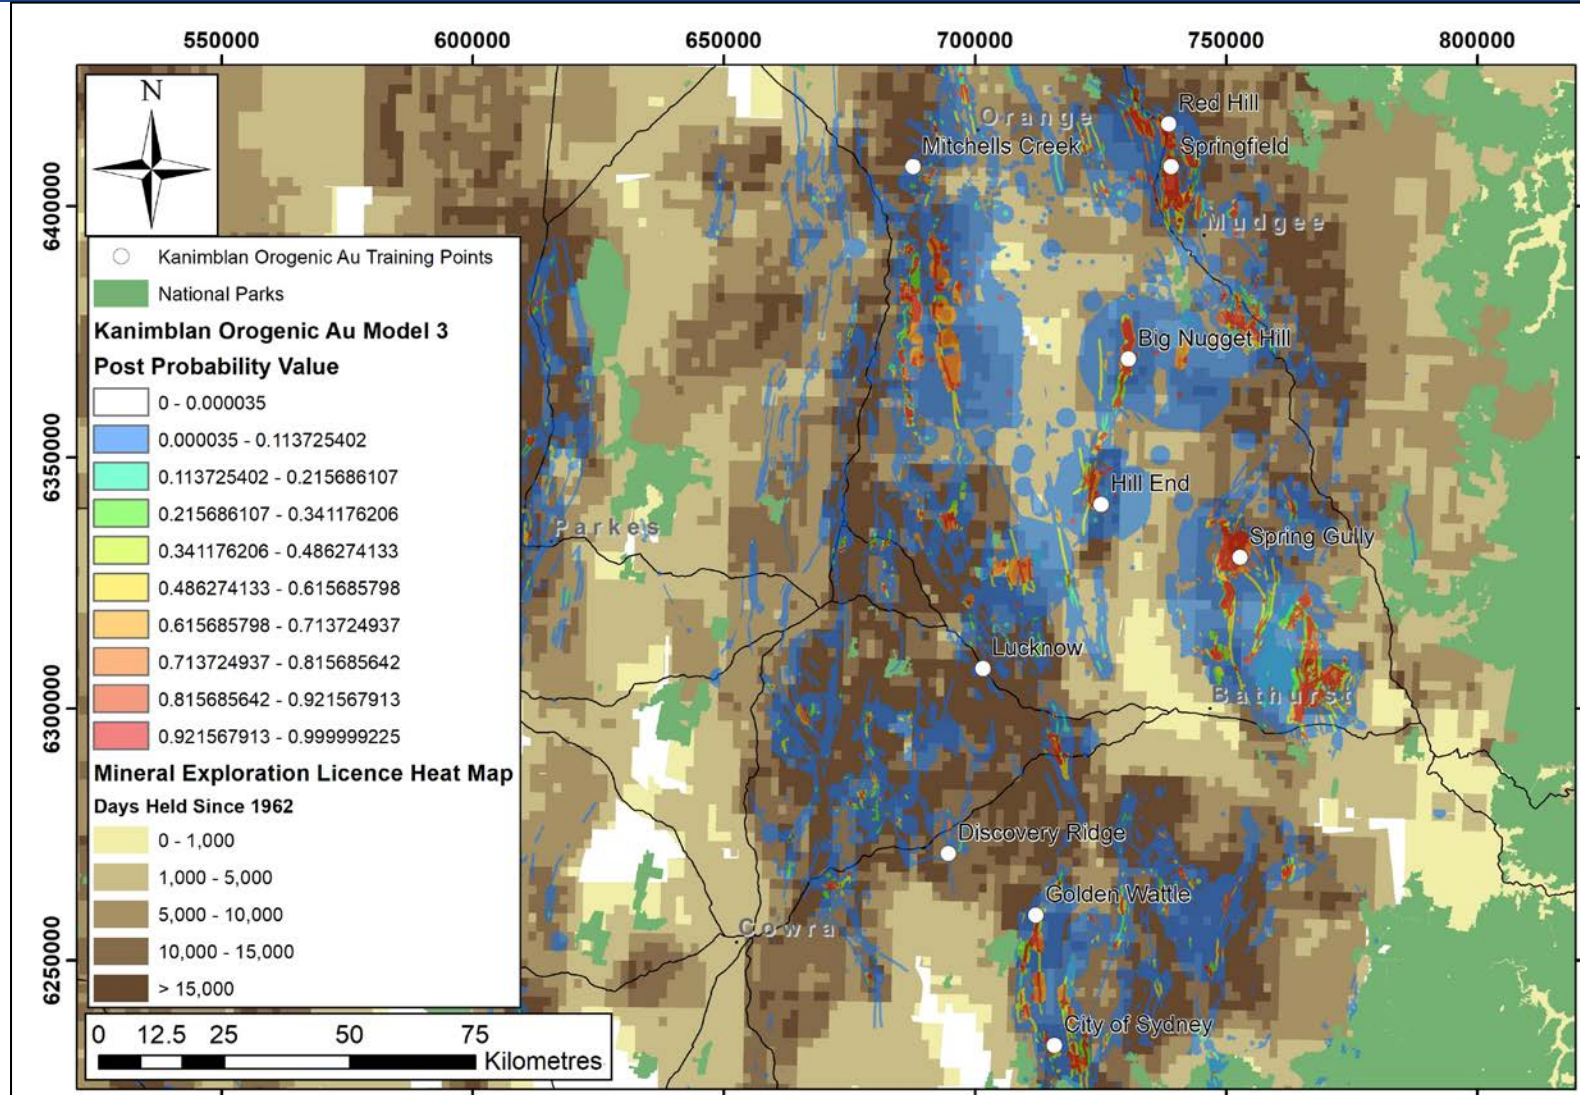 550000 600000 650000 700000 750000 800000
N
6400000
6350000
6300000
6250000
Kanimblan Orogenic Au Training Points
National Parks
Kanimblan Orogenic Au Model 3
Post Probability Value
0 - 0.000035
0.000035 - 0.113725402
0.113725402 - 0.215686107
0.215686107 - 0.341176206
0.341176206 - 0.486274133
0.486274133 - 0.615685798
0.615685798 - 0.713724937
0.713724937 - 0.815685642
0.815685642 - 0.921567913
0.921567913 - 0.999999225
Mineral Exploration Licence Heat Map
Days Held Since 1962
0 - 1,000
1,000 - 5,000
5,000 - 10,000
10,000 - 15,000
> 15,000
0 12.5 25 50 75
Kilometres
Red Hill
Orange
Mitchells Creek
Springfield
Mudgee
Big Nugget Hill
Hill End
Parkes
Spring Gully
Lucknow
Bathurst
Discovery Ridge
Golden Wattle
Cowra
City of Sydney